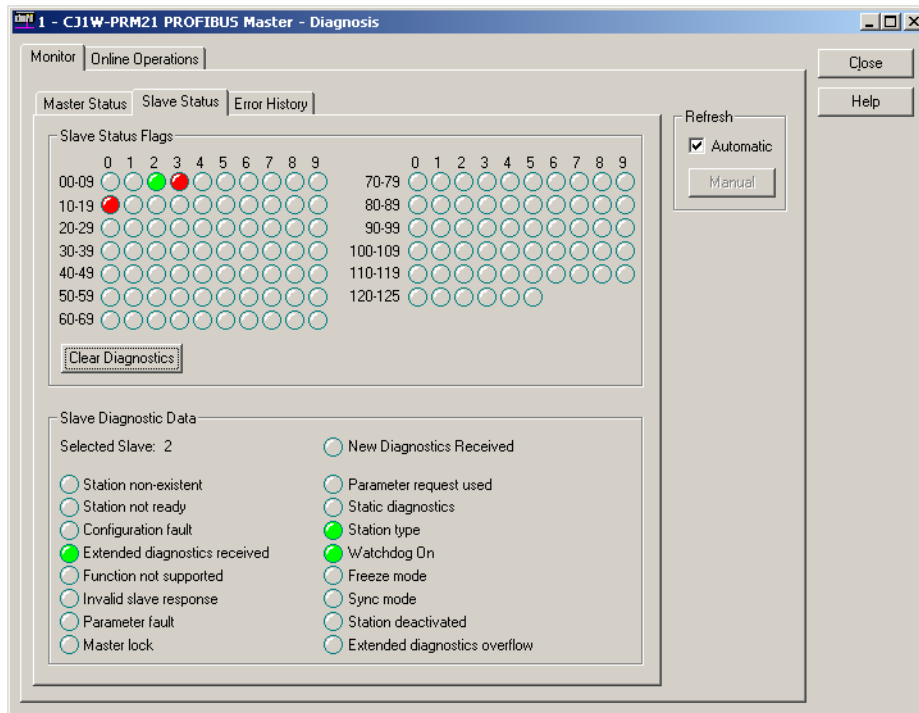 1 - CJ1W-PRM21 PROFIBUS Master - Diagnosis
Monitor Online Operations
Close
Help
Master Status Slave Status Error History
Refresh
Automatic
Manual
Slave Status Flags
0 1 2 3 4 5 6 7 8 9
00-09
10-19
20-29
30-39
40-49
50-59
60-69
0 1 2 3 4 5 6 7 8 9
70-79
80-89
90-99
100-109
110-119
120-125
Clear Diagnostics
Slave Diagnostic Data
Selected Slave: 2
New Diagnostics Received
Station non-existent
Station not ready
Configuration fault
Extended diagnostics received
Function not supported
Invalid slave response
Parameter fault
Master lock
Parameter request used
Static diagnostics
Station type
Watchdog On
Freeze mode
Sync mode
Station deactivated
Extended diagnostics overflow